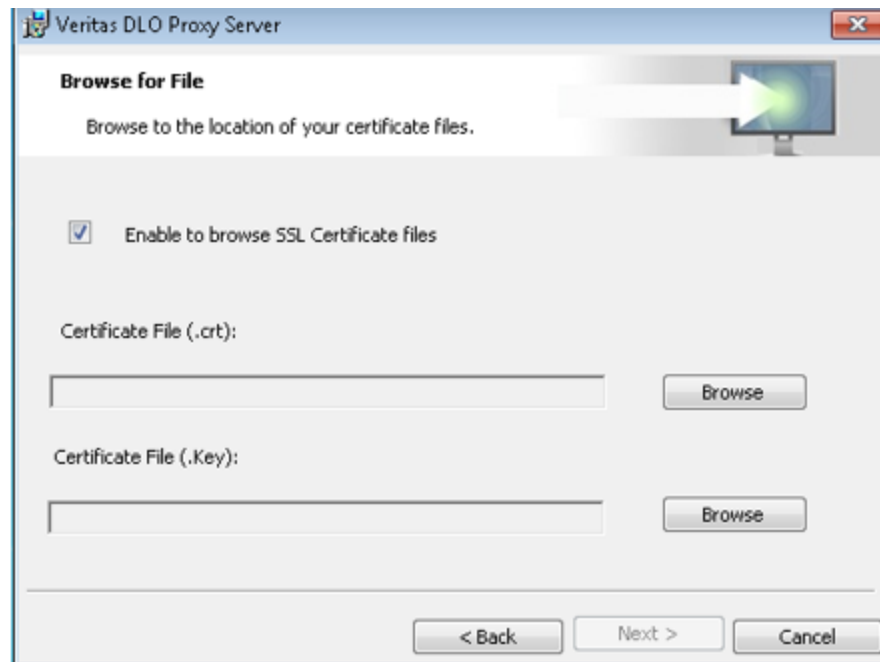 Veritas DLO Proxy Server
Browse for File
Browse to the location of your certificate files.
Enable to browse SSL Certificate files
Certificate File (.crt):
Browse
Certificate File (.Key):
Browse
< Back Next > Cancel